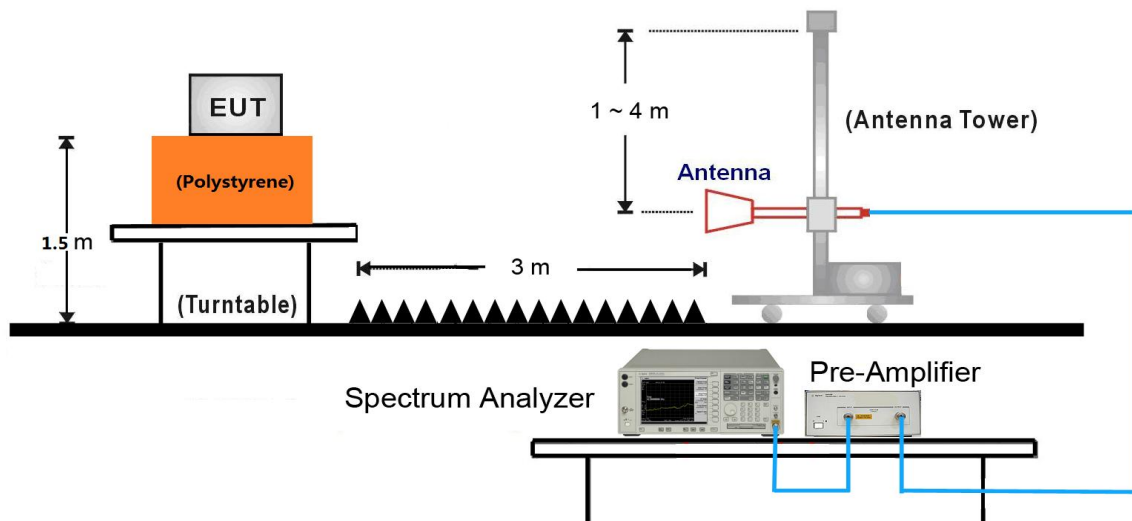 EUT
(Polystyrene)
1.5 m
(Turntable)
3 m
1 ~ 4 m
Antenna
(Antenna Tower)
Spectrum Analyzer
Pre-Amplifier